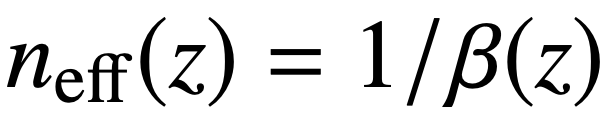 n_eff(z) = 1/β(z)